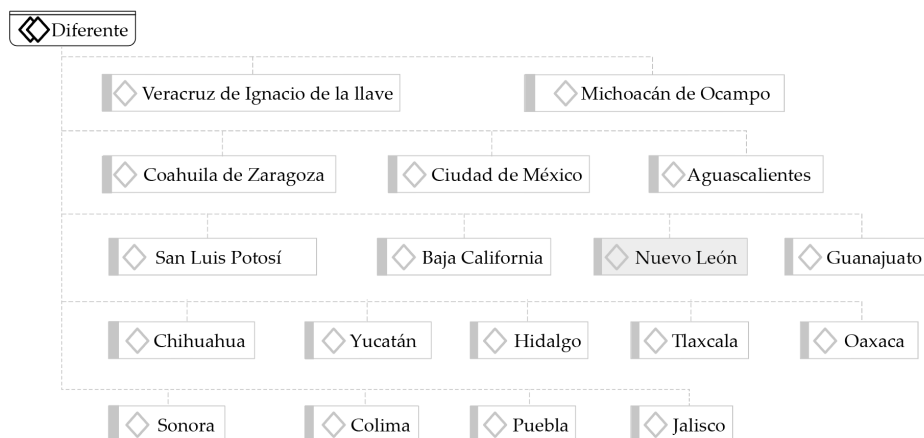 Diferente
Veracruz de Ignacio de la llave
Michoacán de Ocampo
Coahuila de Zaragoza
Ciudad de México
Aguascalientes
San Luis Potosí
Baja California
Nuevo León
Guanajuato
Chihuahua
Yucatán
Hidalgo
Tlaxcala
Oaxaca
Sonora
Colima
Puebla
Jalisco